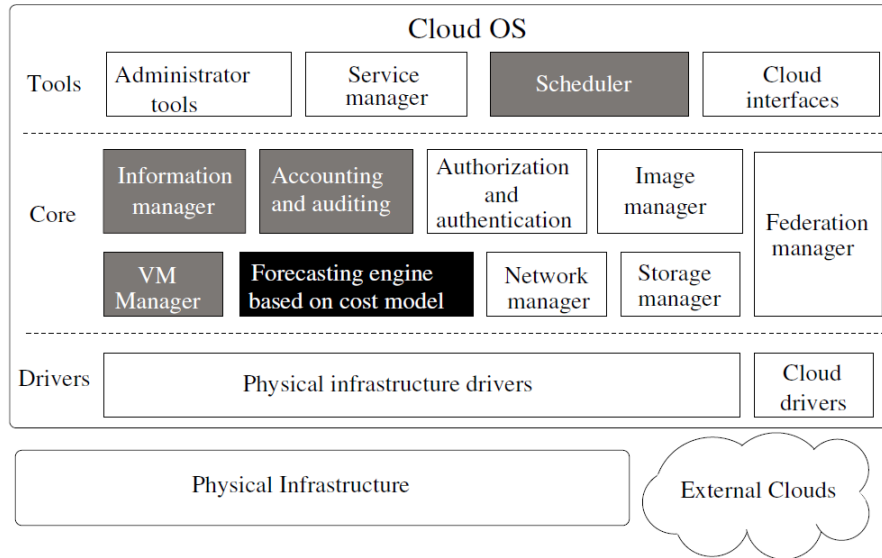 Cloud OS
Tools
Administrator
tools
Service
manager
Scheduler
Cloud
interfaces
Core
Information
manager
Accounting
and auditing
Authorization
and
authentication
Image
manager
Federation
manager
VM
Manager
Forecasting engine
based on cost model
Network
manager
Storage
manager
Drivers
Physical infrastructure drivers
Cloud
drivers
Physical Infrastructure
External Clouds